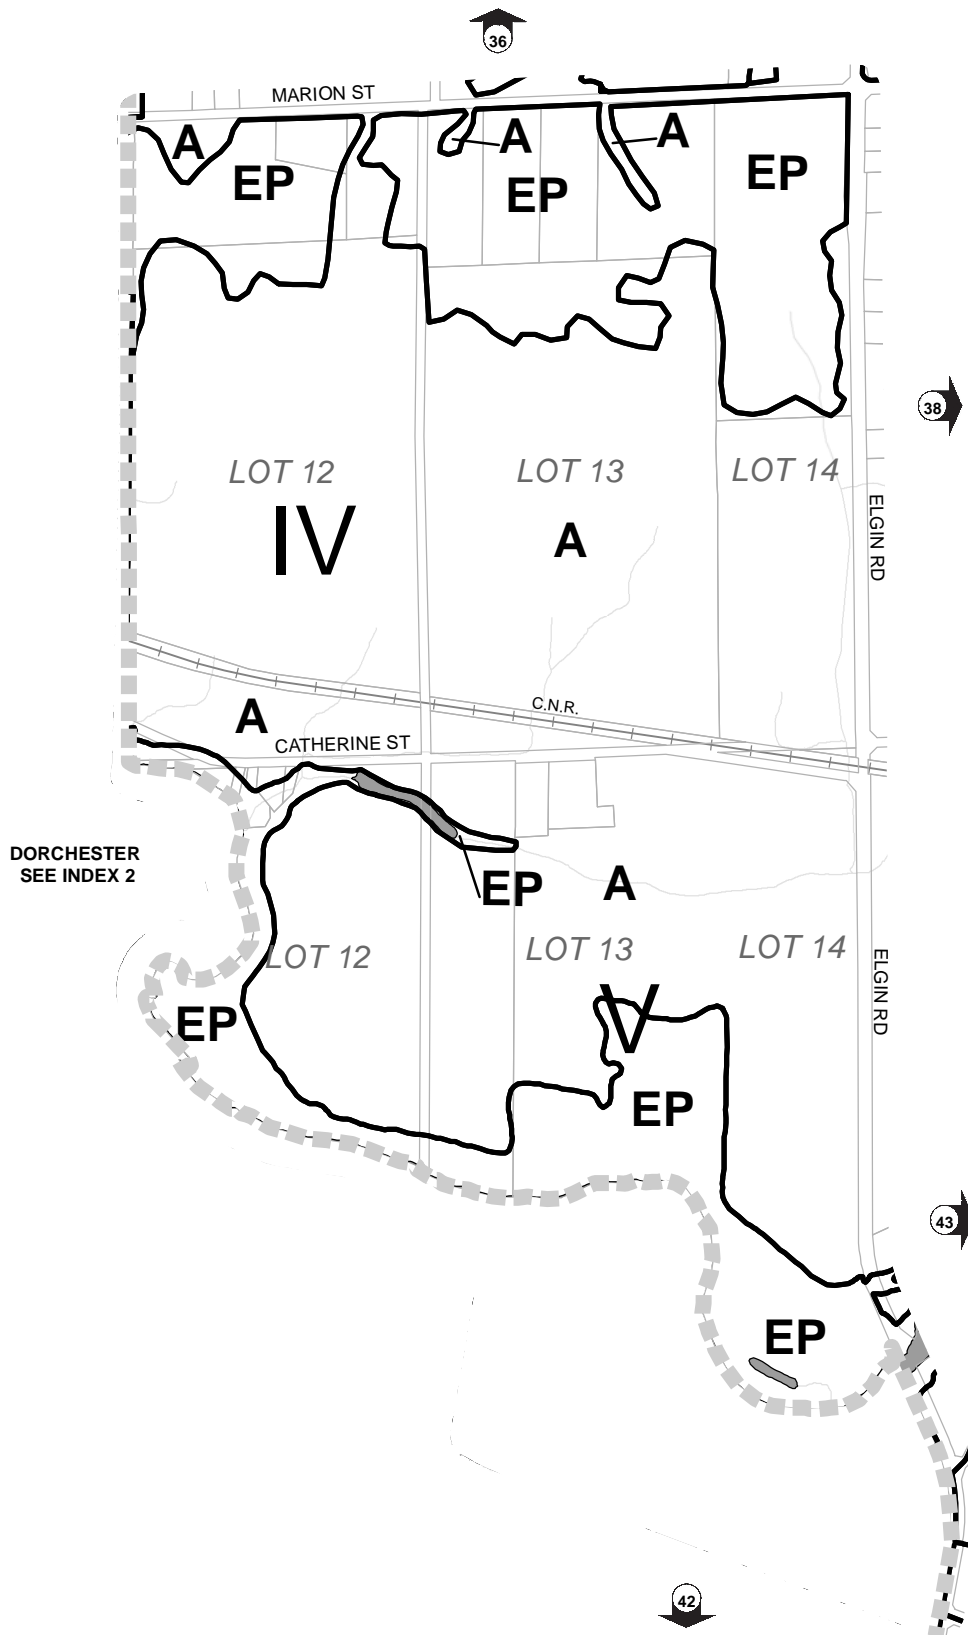 36
MARION ST
A
A
A
EP
EP
EP
38
LOT 12
LOT 13
LOT 14
IV
A
ELGIN RD
C.N.R.
A
CATHERINE ST
DORCHESTER
SEE INDEX 2
EP
A
LOT 12
LOT 13
LOT 14
ELGIN RD
V
EP
EP
43
EP
42